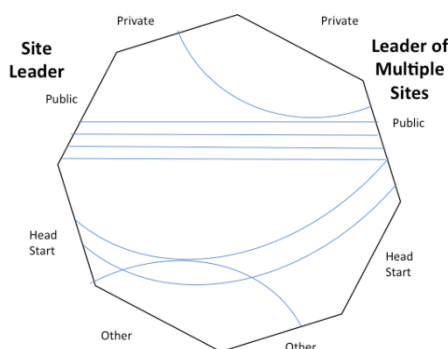 Private
Private
Site
Leader
Leader of
Multiple
Sites
Public
Public
Head
Start
Head
Start
Other
Other